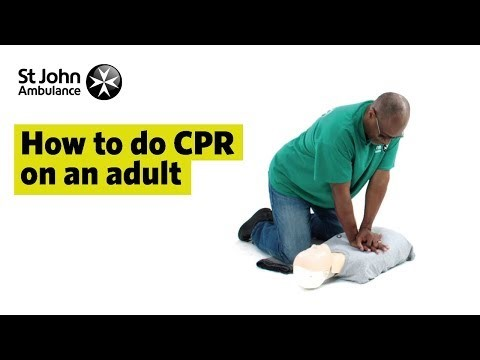 St John
Ambulance
How to do CPR
on an adult